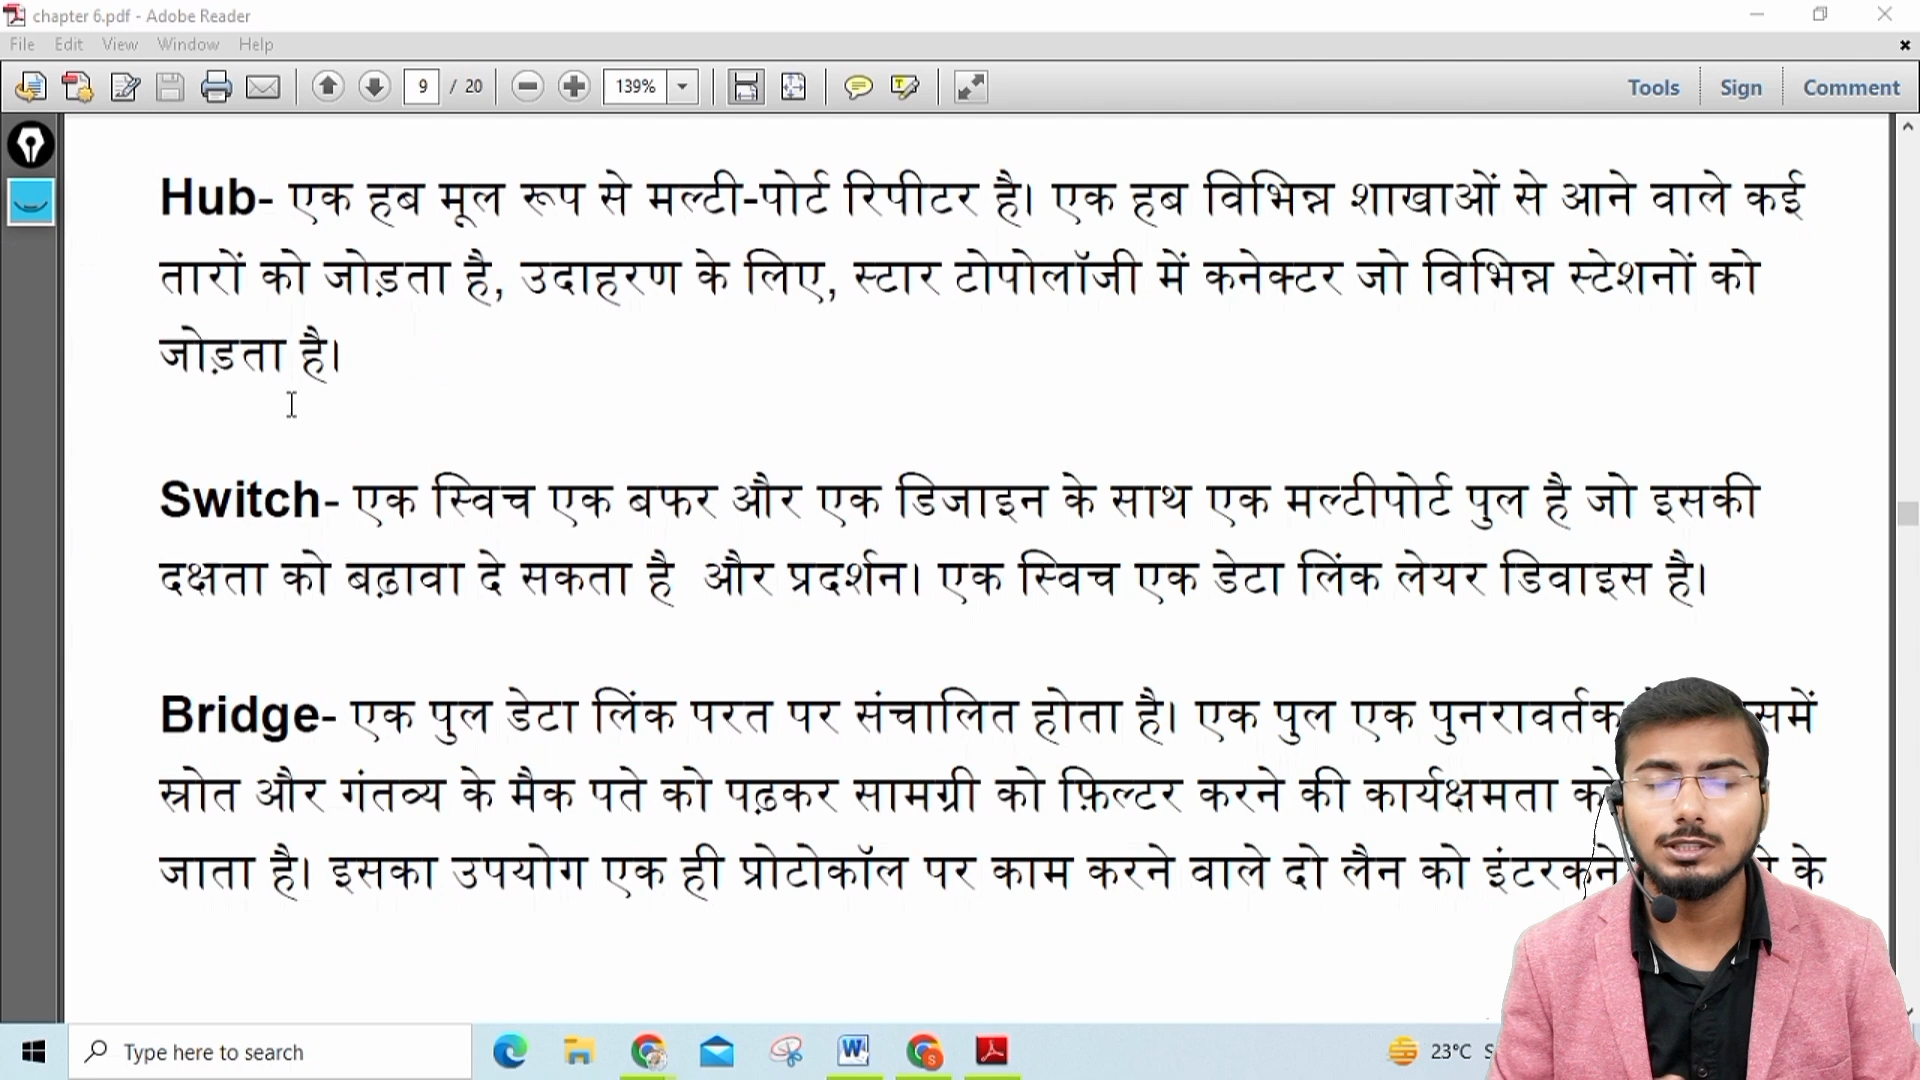 chapter 6.pdf - Adobe Reader
File Edit View Window Help
9 / 20 139% Tools Sign Comment
Hub- एक हब मूल रूप से मल्टी-पोर्ट रिपीटर है। एक हब विभिन्न शाखाओं से आने वाले कई
तारों को जोड़ता है, उदाहरण के लिए, स्टार टोपोलॉजी में कनेक्टर जो विभिन्न स्टेशनों को
जोड़ता है।
Switch- एक स्विच एक बफर और एक डिजाइन के साथ एक मल्टीपोर्ट पुल है जो इसकी
दक्षता को बढ़ावा दे सकता है और प्रदर्शन। एक स्विच एक डेटा लिंक लेयर डिवाइस है।
Bridge- एक पुल डेटा लिंक परत पर संचालित होता है। एक पुल एक पुनरावर्तक
स्रोत और गंतव्य के मैक पते को पढ़कर सामग्री को फ़िल्टर करने की कार्यक्षमता
जाता है। इसका उपयोग एक ही प्रोटोकॉल पर काम करने वाले दो लैन को के
Type here to search 23°C